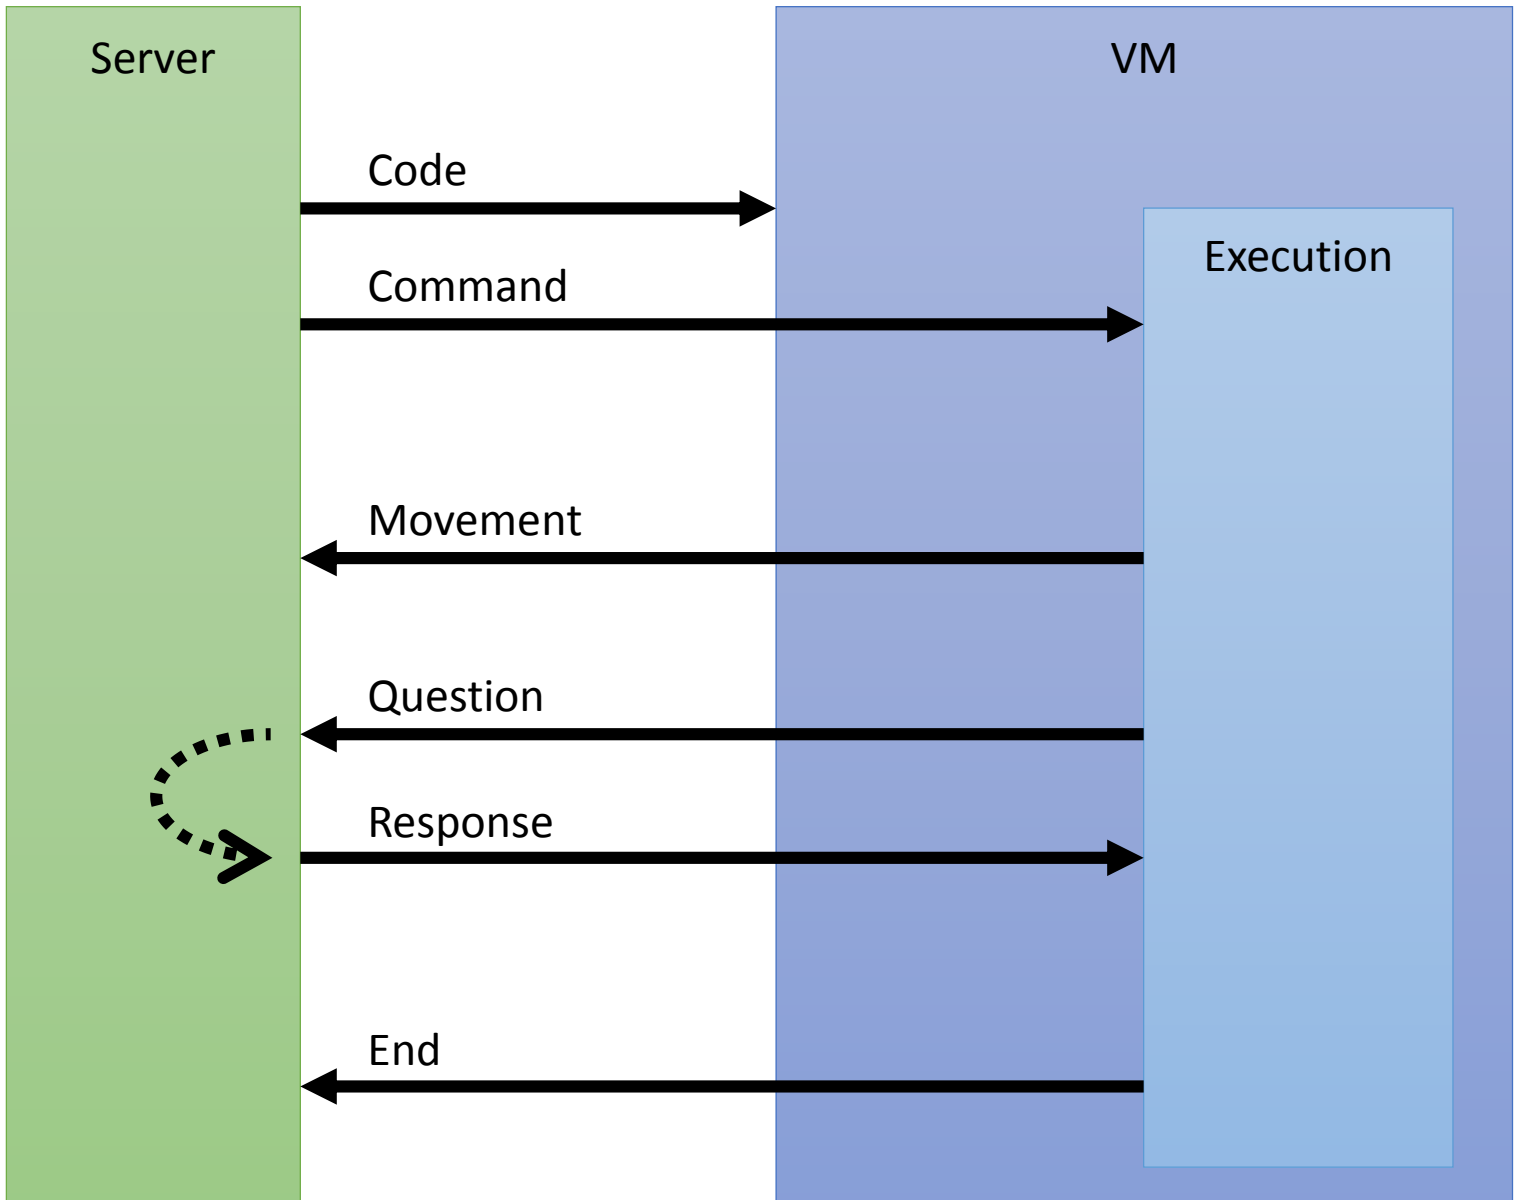 Server
VM
Code
Execution
Command
Movement
Question
Response
End